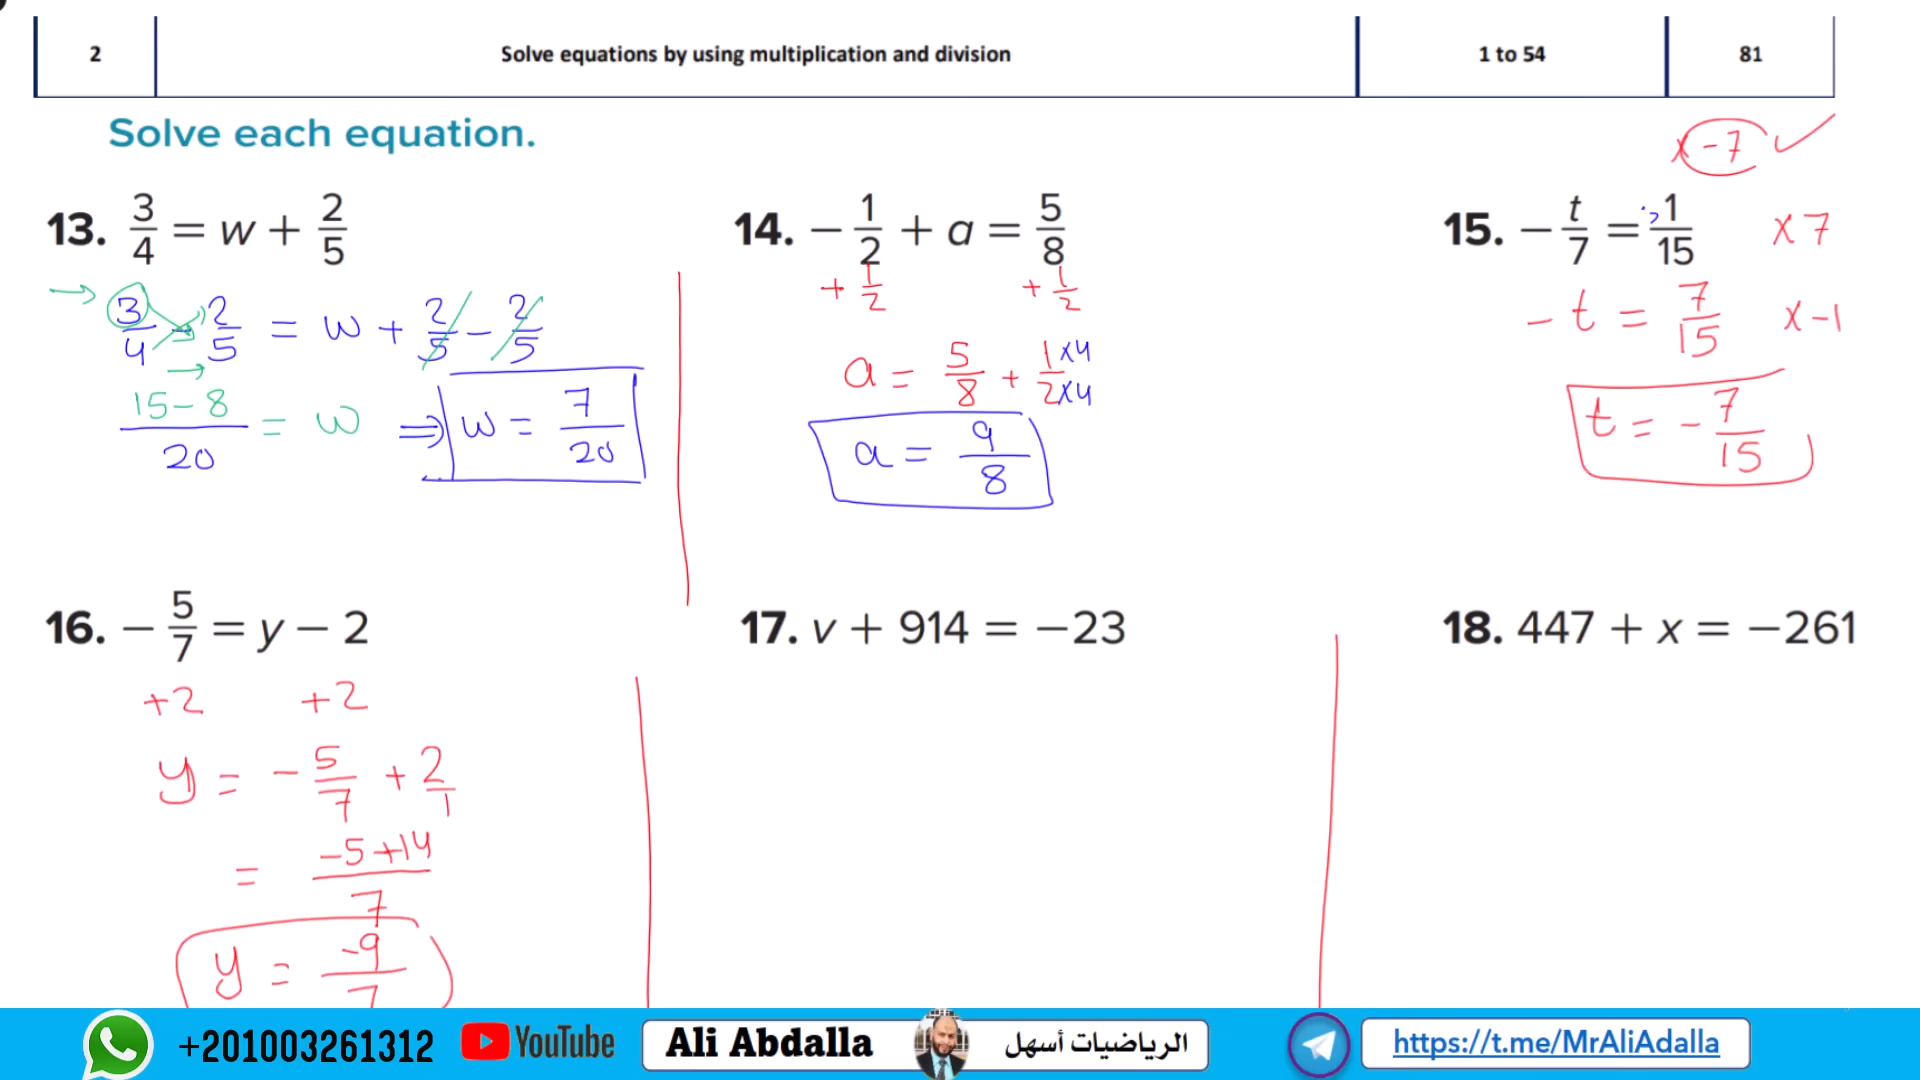 2 Solve equations by using multiplication and division 1 to 54 81
Solve each equation.
x -7 ✓
13. 3/4 = w + 2/5
→ 3/4 - 2/5 = w + 2/5 - 2/5
→
15 - 8 / 20 = w ⇒ w = 7/20
14. -1/2 + a = 5/8
+ 1/2 + 1/2
a = 5/8 + 1/2 x4 x4
a = 9/8
15. -t/7 = 1/15 x 7
- t = 7/15 x -1
t = - 7/15
16. -5/7 = y - 2
+2 +2
y = - 5/7 + 2/1
= -5+14 / 7
y = -9/7
17. v + 914 = -23
18. 447 + x = -261
+201003261312 YouTube Ali Abdalla الرياضيات أسهل https://t.me/MrAliAdalla